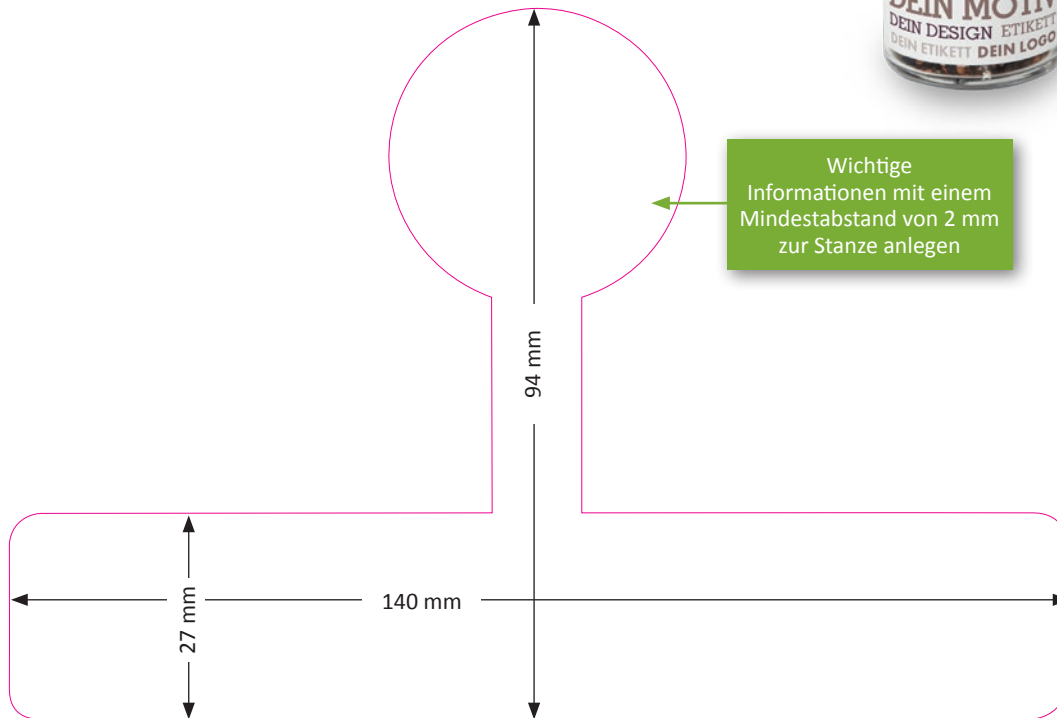 DEIN MOTIV
DEIN DESIGN ETIKETT
DEIN ETIKETT DEIN LOGO
Wichtige
Informationen mit einem
Mindestabstand von 2 mm
zur Stanze anlegen
94 mm
140 mm
27 mm